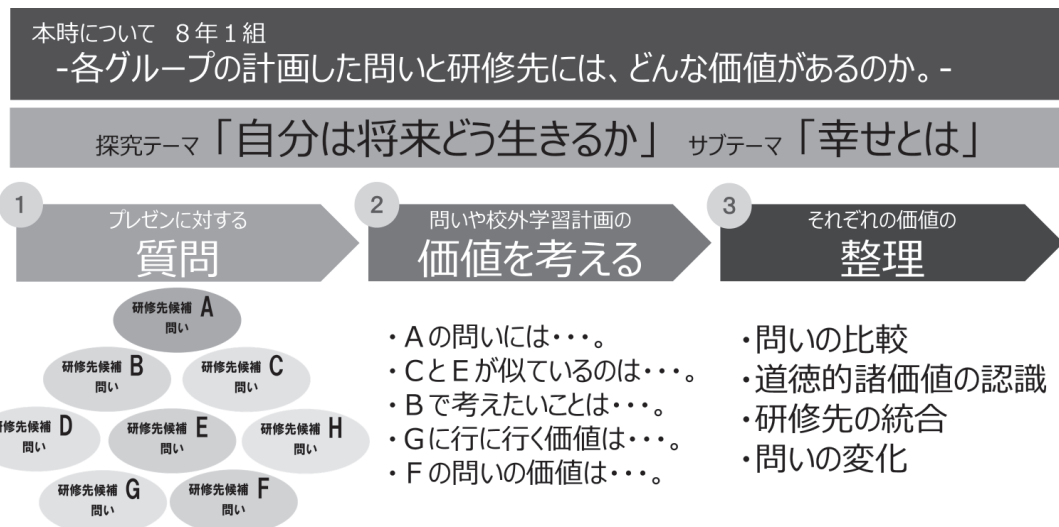 本時について 8年1組
-各グループの計画した問いと研修先には、どんな価値があるのか。-
探究テーマ「自分は将来どう生きるか」 サブテーマ「幸せとは」
1
プレゼンに対する
質問
研修先候補 A
問い
研修先候補 B
問い
研修先候補 C
問い
研修先候補 D
問い
研修先候補 E
問い
研修先候補 H
問い
研修先候補 G
問い
研修先候補 F
問い
2
問いや校外学習計画の
価値を考える
・Aの問いには・・・。
・CとEが似ているのは・・・。
・Bで考えたいことは・・・。
・Gに行に行く価値は・・・。
・Fの問いの価値は・・・。
3
それぞれの価値の
整理
・問いの比較
・道徳的諸価値の認識
・研修先の統合
・問いの変化